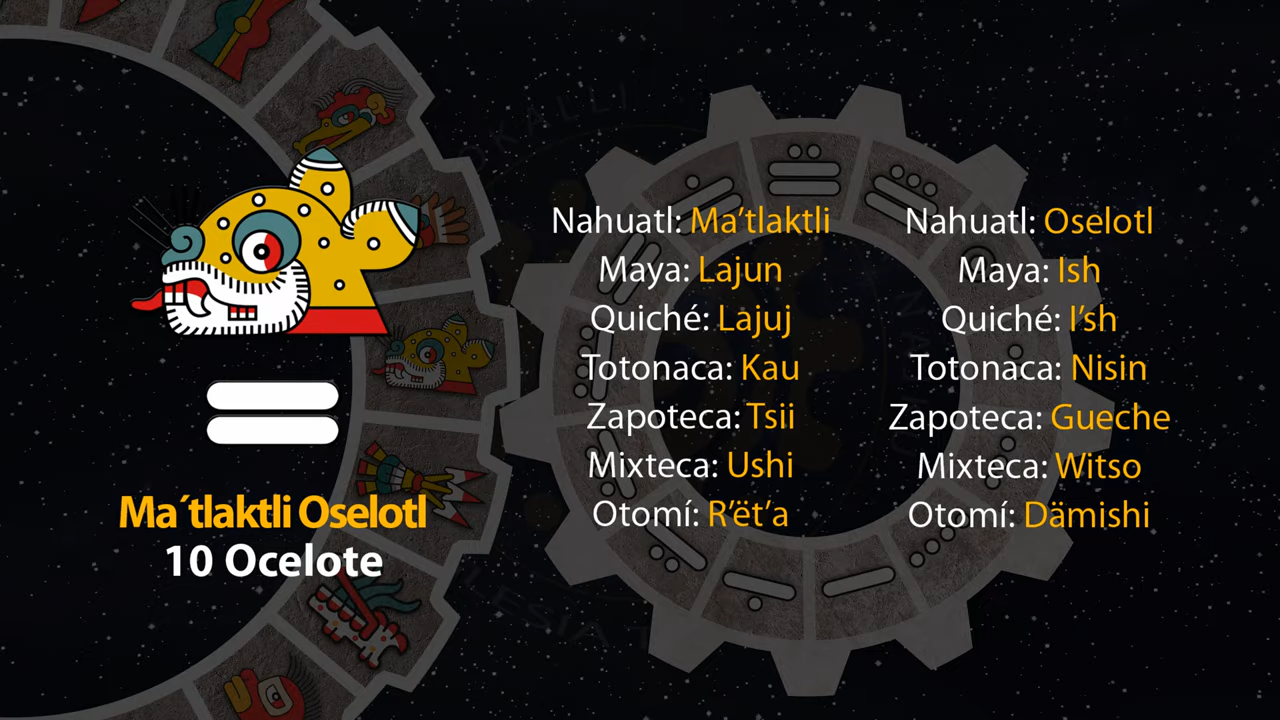 Ma´tlaktli Oselotl
10 Ocelote
Nahuatl: Ma’tlaktli
Maya: Lajun
Quiché: Lajuj
Totonaca: Kau
Zapoteca: Tsii
Mixteca: Ushi
Otomí: R’ët’a
Nahuatl: Oselotl
Maya: Ish
Quiché: I’sh
Totonaca: Nisin
Zapoteca: Gueche
Mixteca: Witso
Otomí: Dämishi